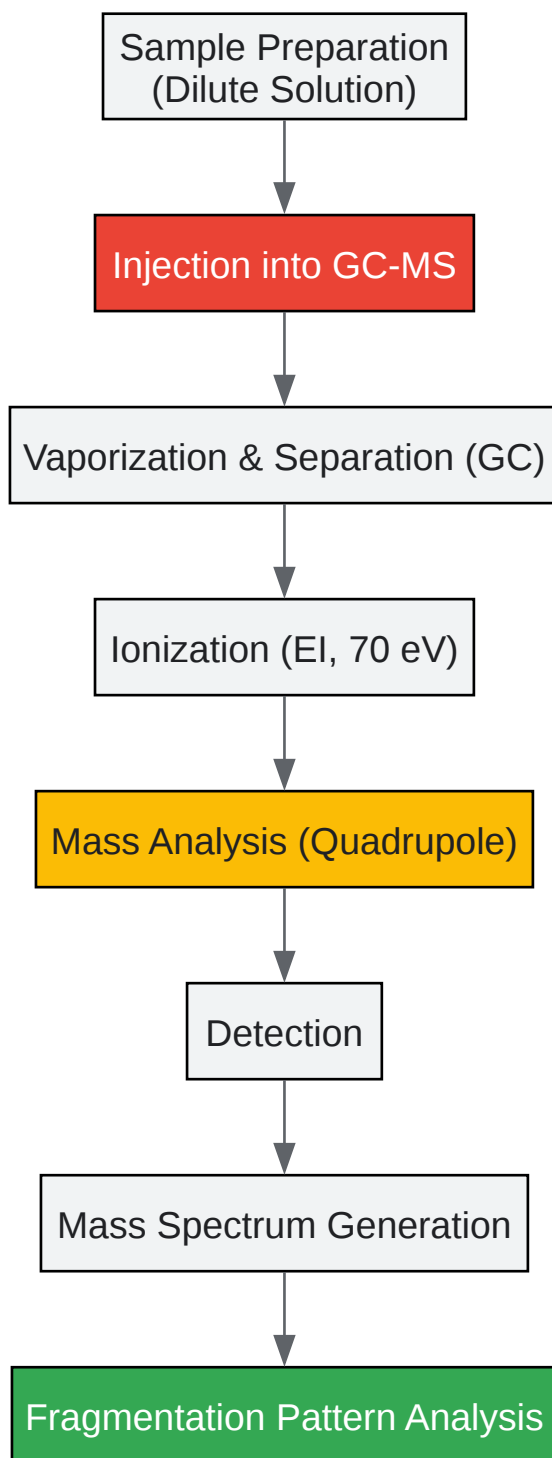 Sample Preparation
(Dilute Solution)
Injection into GC-MS
Vaporization & Separation (GC)
Ionization (EI, 70 eV)
Mass Analysis (Quadrupole)
Detection
Mass Spectrum Generation
Fragmentation Pattern Analysis